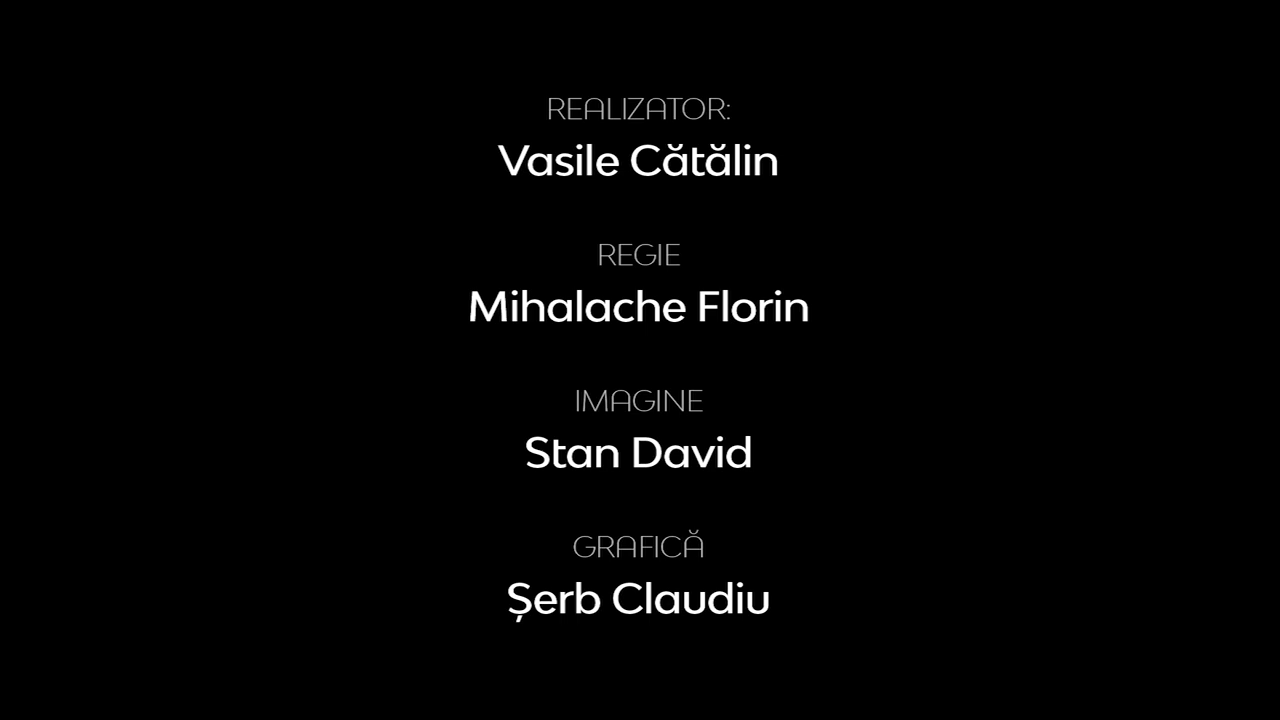 REALIZATOR:
Vasile Cătălin
REGIE
Mihalache Florin
IMAGINE
Stan David
GRAFICĂ
Șerb Claudiu